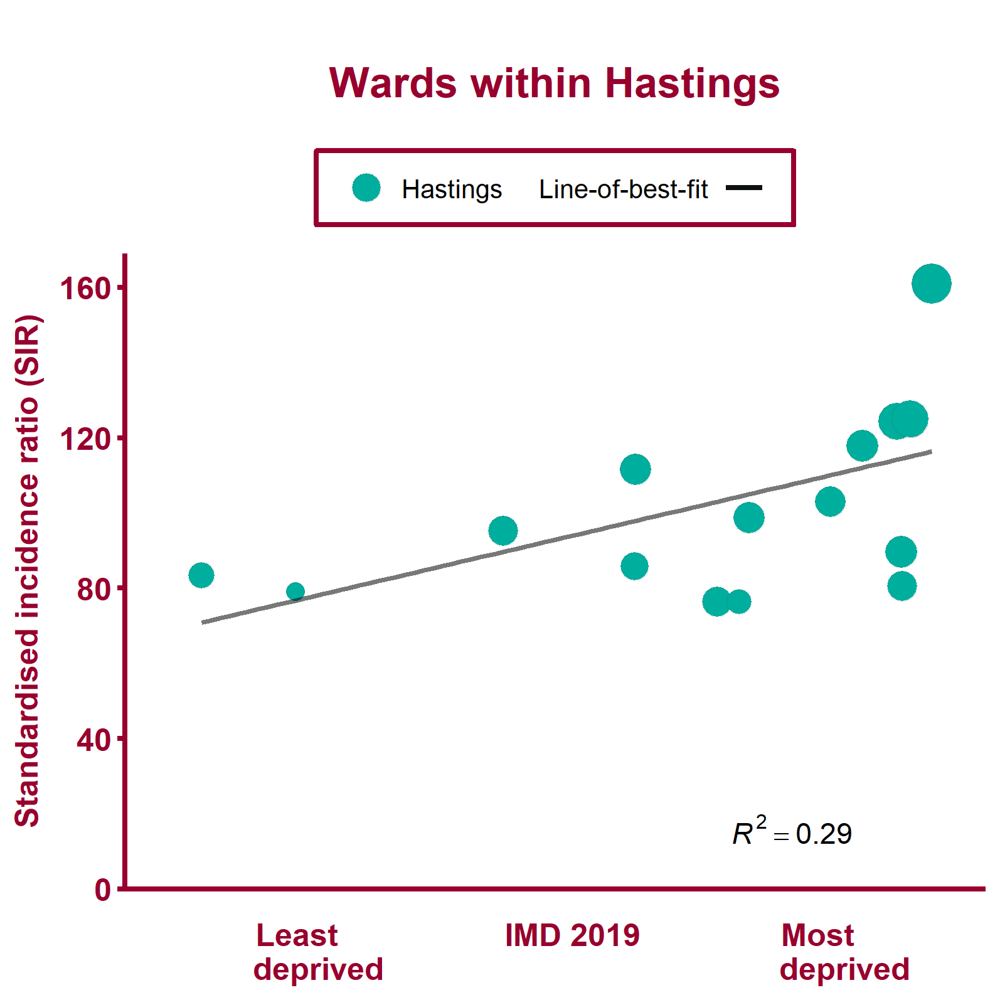 Wards within Hastings
Hastings Line-of-best-fit
Standardised incidence ratio (SIR)
160
120
80
40
0
R² = 0.29
Least deprived
IMD 2019
Most deprived